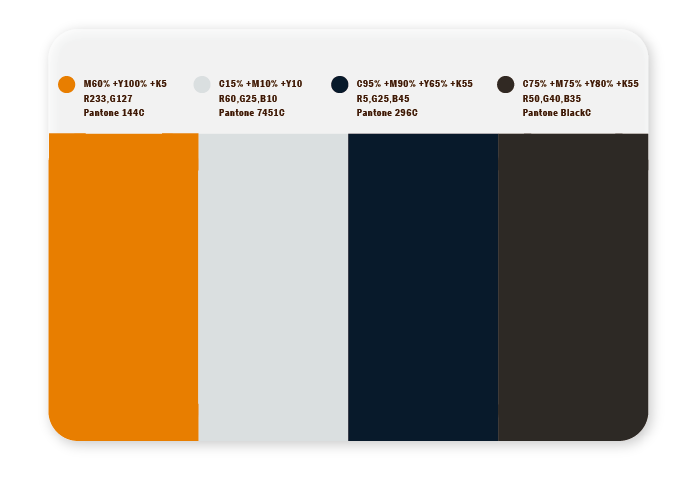 M60% +Y100% +K5
R233,G127
Pantone 144C
C15% +M10% +Y10
R60,G25,B10
Pantone 7451C
C95% +M90% +Y65% +K55
R5,G25,B45
Pantone 296C
C75% +M75% +Y80% +K55
R50,G40,B35
Pantone BlackC